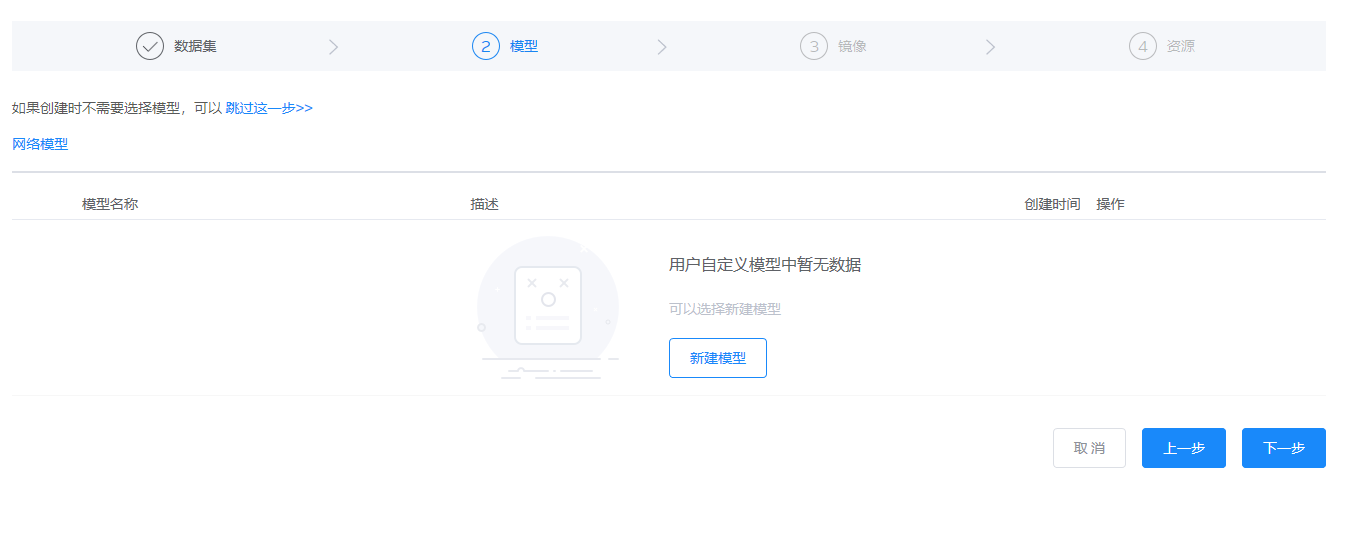 数据集 2 模型 3 镜像 4 资源
如果创建时不需要选择模型，可以 跳过这一步>>
网络模型
模型名称 描述 创建时间 操作
用户自定义模型中暂无数据
可以选择新建模型
新建模型
取消 上一步 下一步